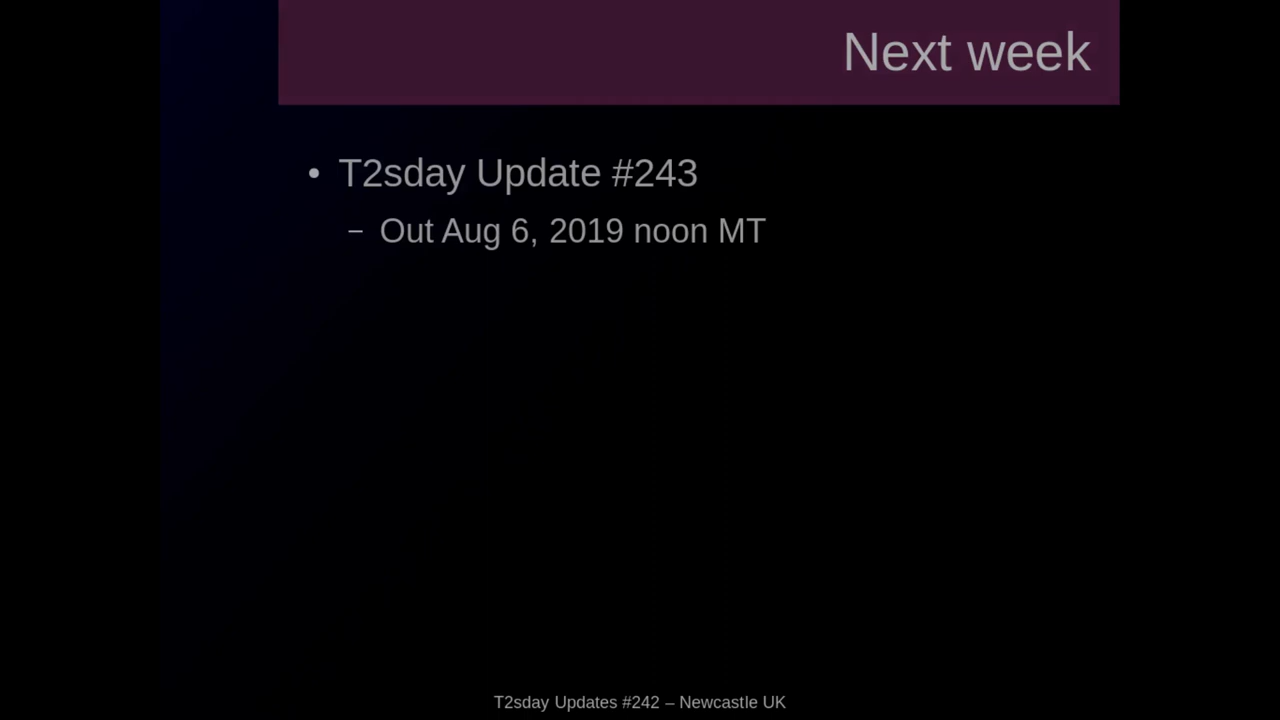 Next week
• T2sday Update #243
– Out Aug 6, 2019 noon MT
T2sday Updates #242 – Newcastle UK